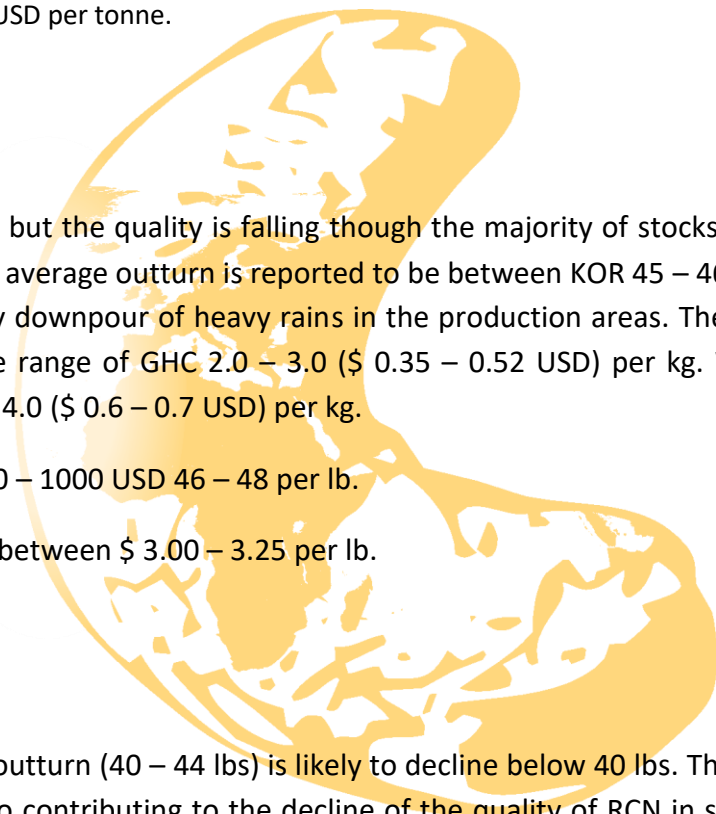 USD per tonne.
but the quality is falling though the majority of stocks
average outturn is reported to be between KOR 45 – 4
downpour of heavy rains in the production areas. The
range of GHC 2.0 – 3.0 ($ 0.35 – 0.52 USD) per kg.
4.0 ($ 0.6 – 0.7 USD) per kg.
0 – 1000 USD 46 – 48 per lb.
between $ 3.00 – 3.25 per lb.
outturn (40 – 44 lbs) is likely to decline below 40 lbs. Th
o contributing to the decline of the quality of RCN in s